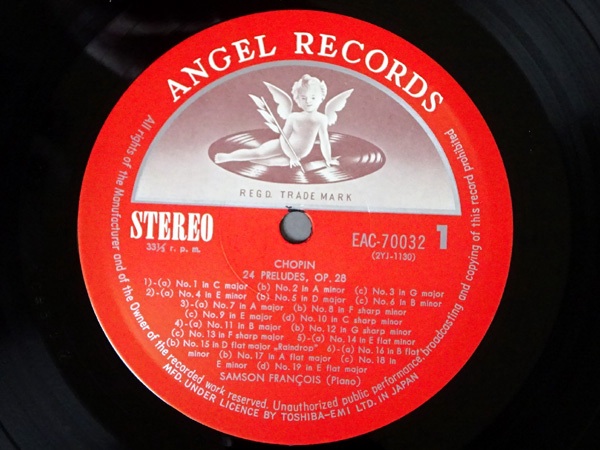 ANGEL RECORDS
REGD. TRADE MARK
STEREO
33⅓ r. p. m.
EAC-70032 1
(2YJ-1130)
CHOPIN
24 PRELUDES, OP. 28
1)-(a) No. 1 in C major (b) No. 2 in A minor (c) No. 3 in G major
2)-(a) No. 4 in E minor (b) No. 5 in D major (c) No. 6 in B minor
3)-(a) No. 7 in A major (b) No. 8 in F sharp minor
(c) No. 9 in E major (d) No. 10 in C sharp minor
4)-(a) No. 11 in B major (b) No. 12 in G sharp minor
(c) No. 13 in F sharp major 5)-(a) No. 14 in E flat minor
(b) No. 15 in D flat major „Raindrop" 6)-(a) No. 16 in B flat
minor (b) No. 17 in A flat major (c) No. 18 in
E minor (d) No. 19 in E flat major
SAMSON FRANÇOIS (Piano)
All rights of the Manufacturer and of the Owner of the recorded work reserved. Unauthorized public performance, broadcasting and copying of this record prohibited
MFD. UNDER LICENCE BY TOSHIBA-EMI LTD. IN JAPAN